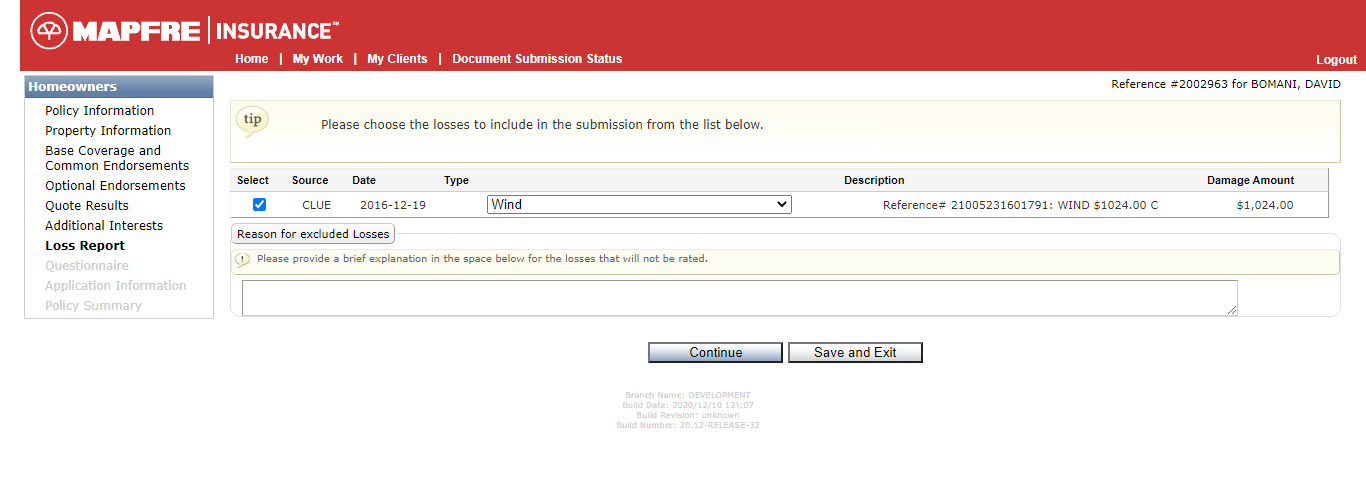 MAPFRE | INSURANCE℠
Home | My Work | My Clients | Document Submission Status
Logout
Homeowners
Policy Information
Property Information
Base Coverage and
Common Endorsements
Optional Endorsements
Quote Results
Additional Interests
Loss Report
Questionnaire
Application Information
Policy Summary
Reference #2002963 for BOMANI, DAVID
tip
Please choose the losses to include in the submission from the list below.
Select Source Date Type Description Damage Amount
CLUE 2016-12-19 Wind Reference# 21005231601791: WIND $1024.00 C $1,024.00
Reason for excluded Losses
! Please provide a brief explanation in the space below for the losses that will not be rated.
Continue Save and Exit
Branch Name: DEVELOPMENT
Build Date: 2020/12/10 12\:07
Build Revision: unknown
Build Number: 20.12-RELEASE-32